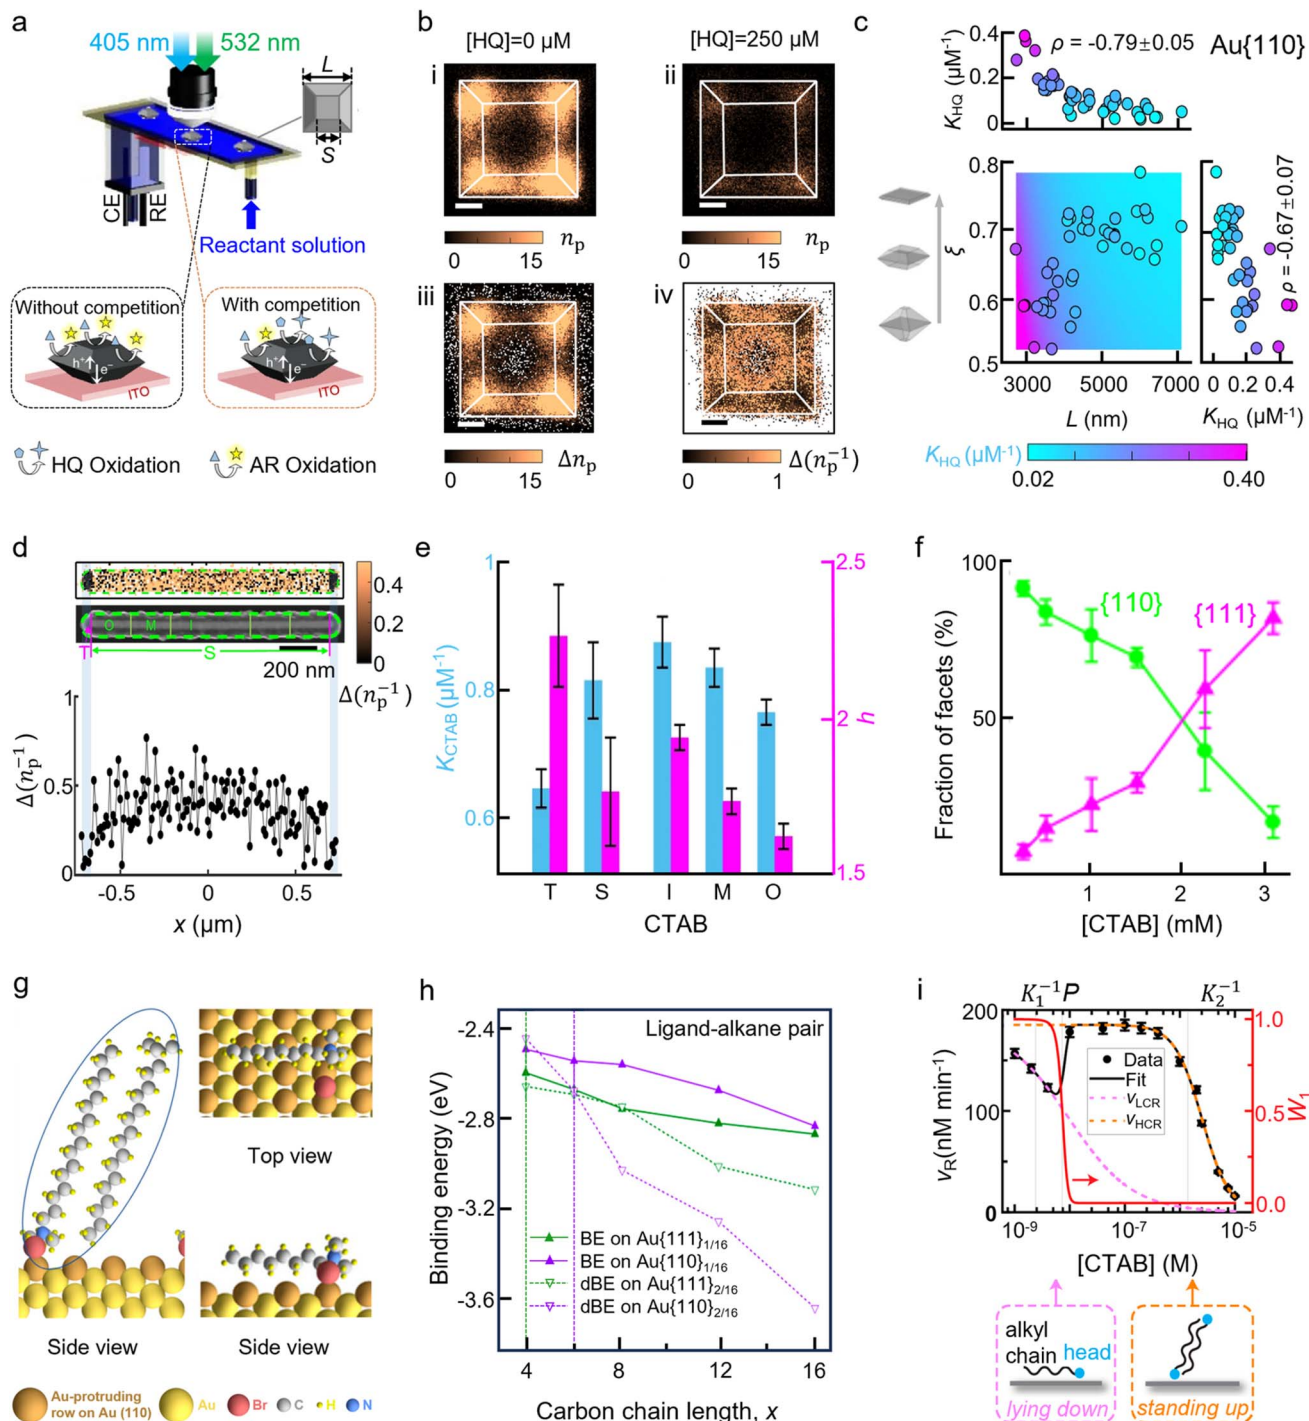 a
405 nm
532 nm
L
S
CE
RE
Reactant solution
Without competition
With competition
h⁺
e⁻
ITO
h⁺
e⁻
ITO
HQ Oxidation
AR Oxidation
b
[HQ]=0 µM
[HQ]=250 µM
i
ii
nₚ
0
15
nₚ
0
15
iii
iv
Δnₚ
0
15
Δ(nₚ⁻¹)
0
1
c
K_HQ (µM⁻¹)
0.4
0.2
0
ρ = -0.79±0.05
Au{110}
ξ
0.8
0.7
0.6
0.5
3000
5000
7000
L (nm)
ρ = -0.67±0.07
0
0.2
0.4
K_HQ (µM⁻¹)
K_HQ (µM⁻¹)
0.02
0.40
d
O
M
I
T
S
200 nm
0.4
0.2
0
Δ(nₚ⁻¹)
Δ(nₚ⁻¹)
1
0.5
0
-0.5
0
0.5
x (µm)
e
K_CTAB (µM⁻¹)
1
0.8
0.6
2.5
2
1.5
h
T
S
I
M
O
CTAB
f
Fraction of facets (%)
100
50
{110}
{111}
1
2
3
[CTAB] (mM)
g
Top view
Side view
Side view
Au-protruding
row on Au (110)
Au
Br
C
H
N
h
Ligand-alkane pair
Binding energy (eV)
-2.4
-2.8
-3.2
-3.6
BE on Au{111}₁/₁₆
BE on Au{110}₁/₁₆
dBE on Au{111}₂/₁₆
dBE on Au{110}₂/₁₆
4
8
12
16
Carbon chain length, x
i
K₁⁻¹
P
K₂⁻¹
v_R(nM min⁻¹)
200
100
0
Data
Fit
v_LCR
v_HCR
1.0
0.5
0.0
W₁
10⁻⁹
10⁻⁷
10⁻⁵
[CTAB] (M)
alkyl
chain
head
lying down
standing up